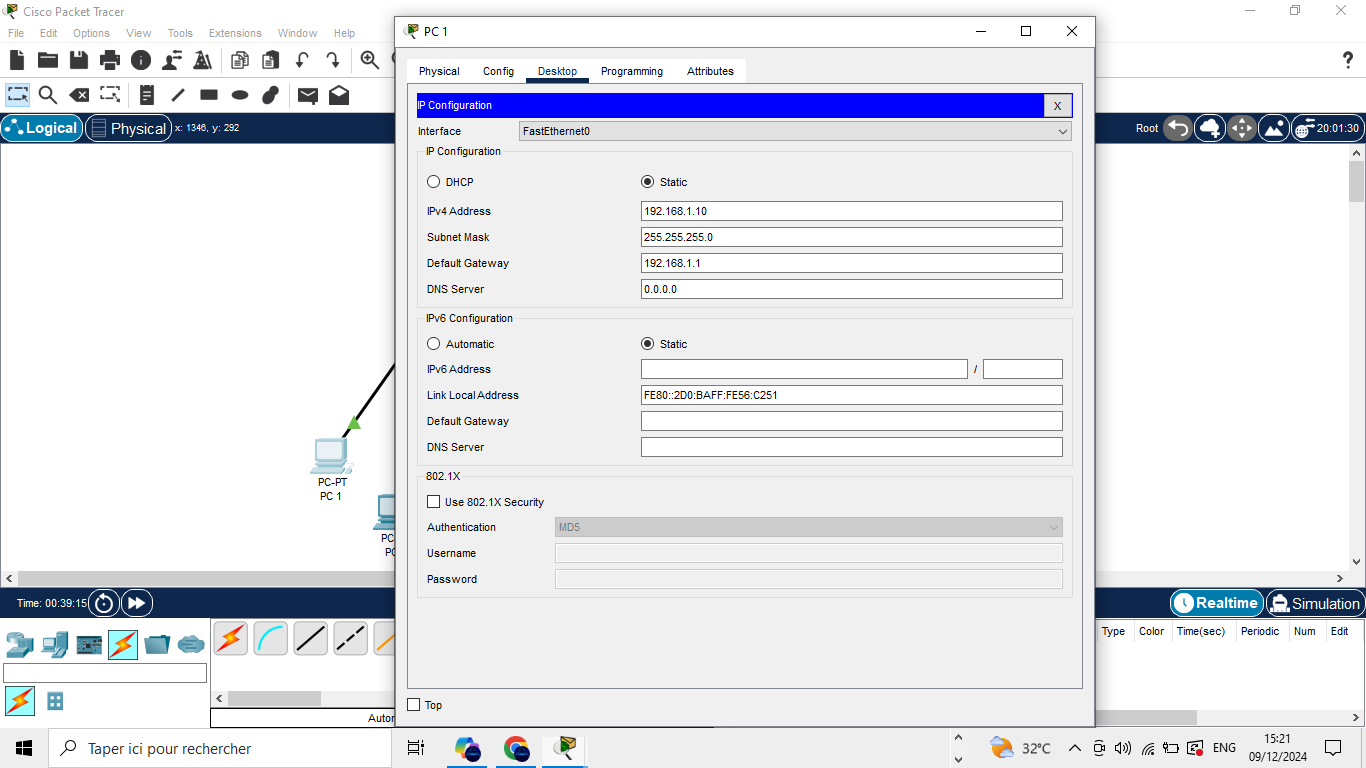 Cisco Packet Tracer
File Edit Options View Tools Extensions Window Help
Logical Physical x: 1346, y: 292
Root 20:01:30
PC-PT
PC 1
PC
PC
PC 1
Physical Config Desktop Programming Attributes
IP Configuration X
Interface FastEthernet0
IP Configuration
DHCP Static
IPv4 Address 192.168.1.10
Subnet Mask 255.255.255.0
Default Gateway 192.168.1.1
DNS Server 0.0.0.0
IPv6 Configuration
Automatic Static
IPv6 Address /
Link Local Address FE80::2D0:BAFF:FE56:C251
Default Gateway
DNS Server
802.1X
Use 802.1X Security
Authentication MD5
Username
Password
Top
Time: 00:39:15
Realtime Simulation
Type Color Time(sec) Periodic Num Edit
Autor
Taper ici pour rechercher
32°C ENG 15:21
09/12/2024